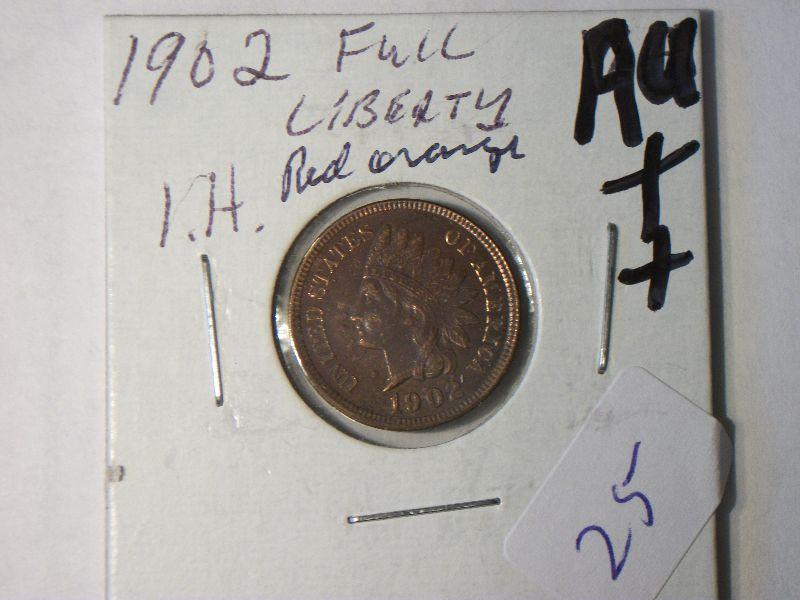 1902 Full
LIBERTY
I.H. Red orange
AU
++
UNITED STATES OF AMERICA
1902
25